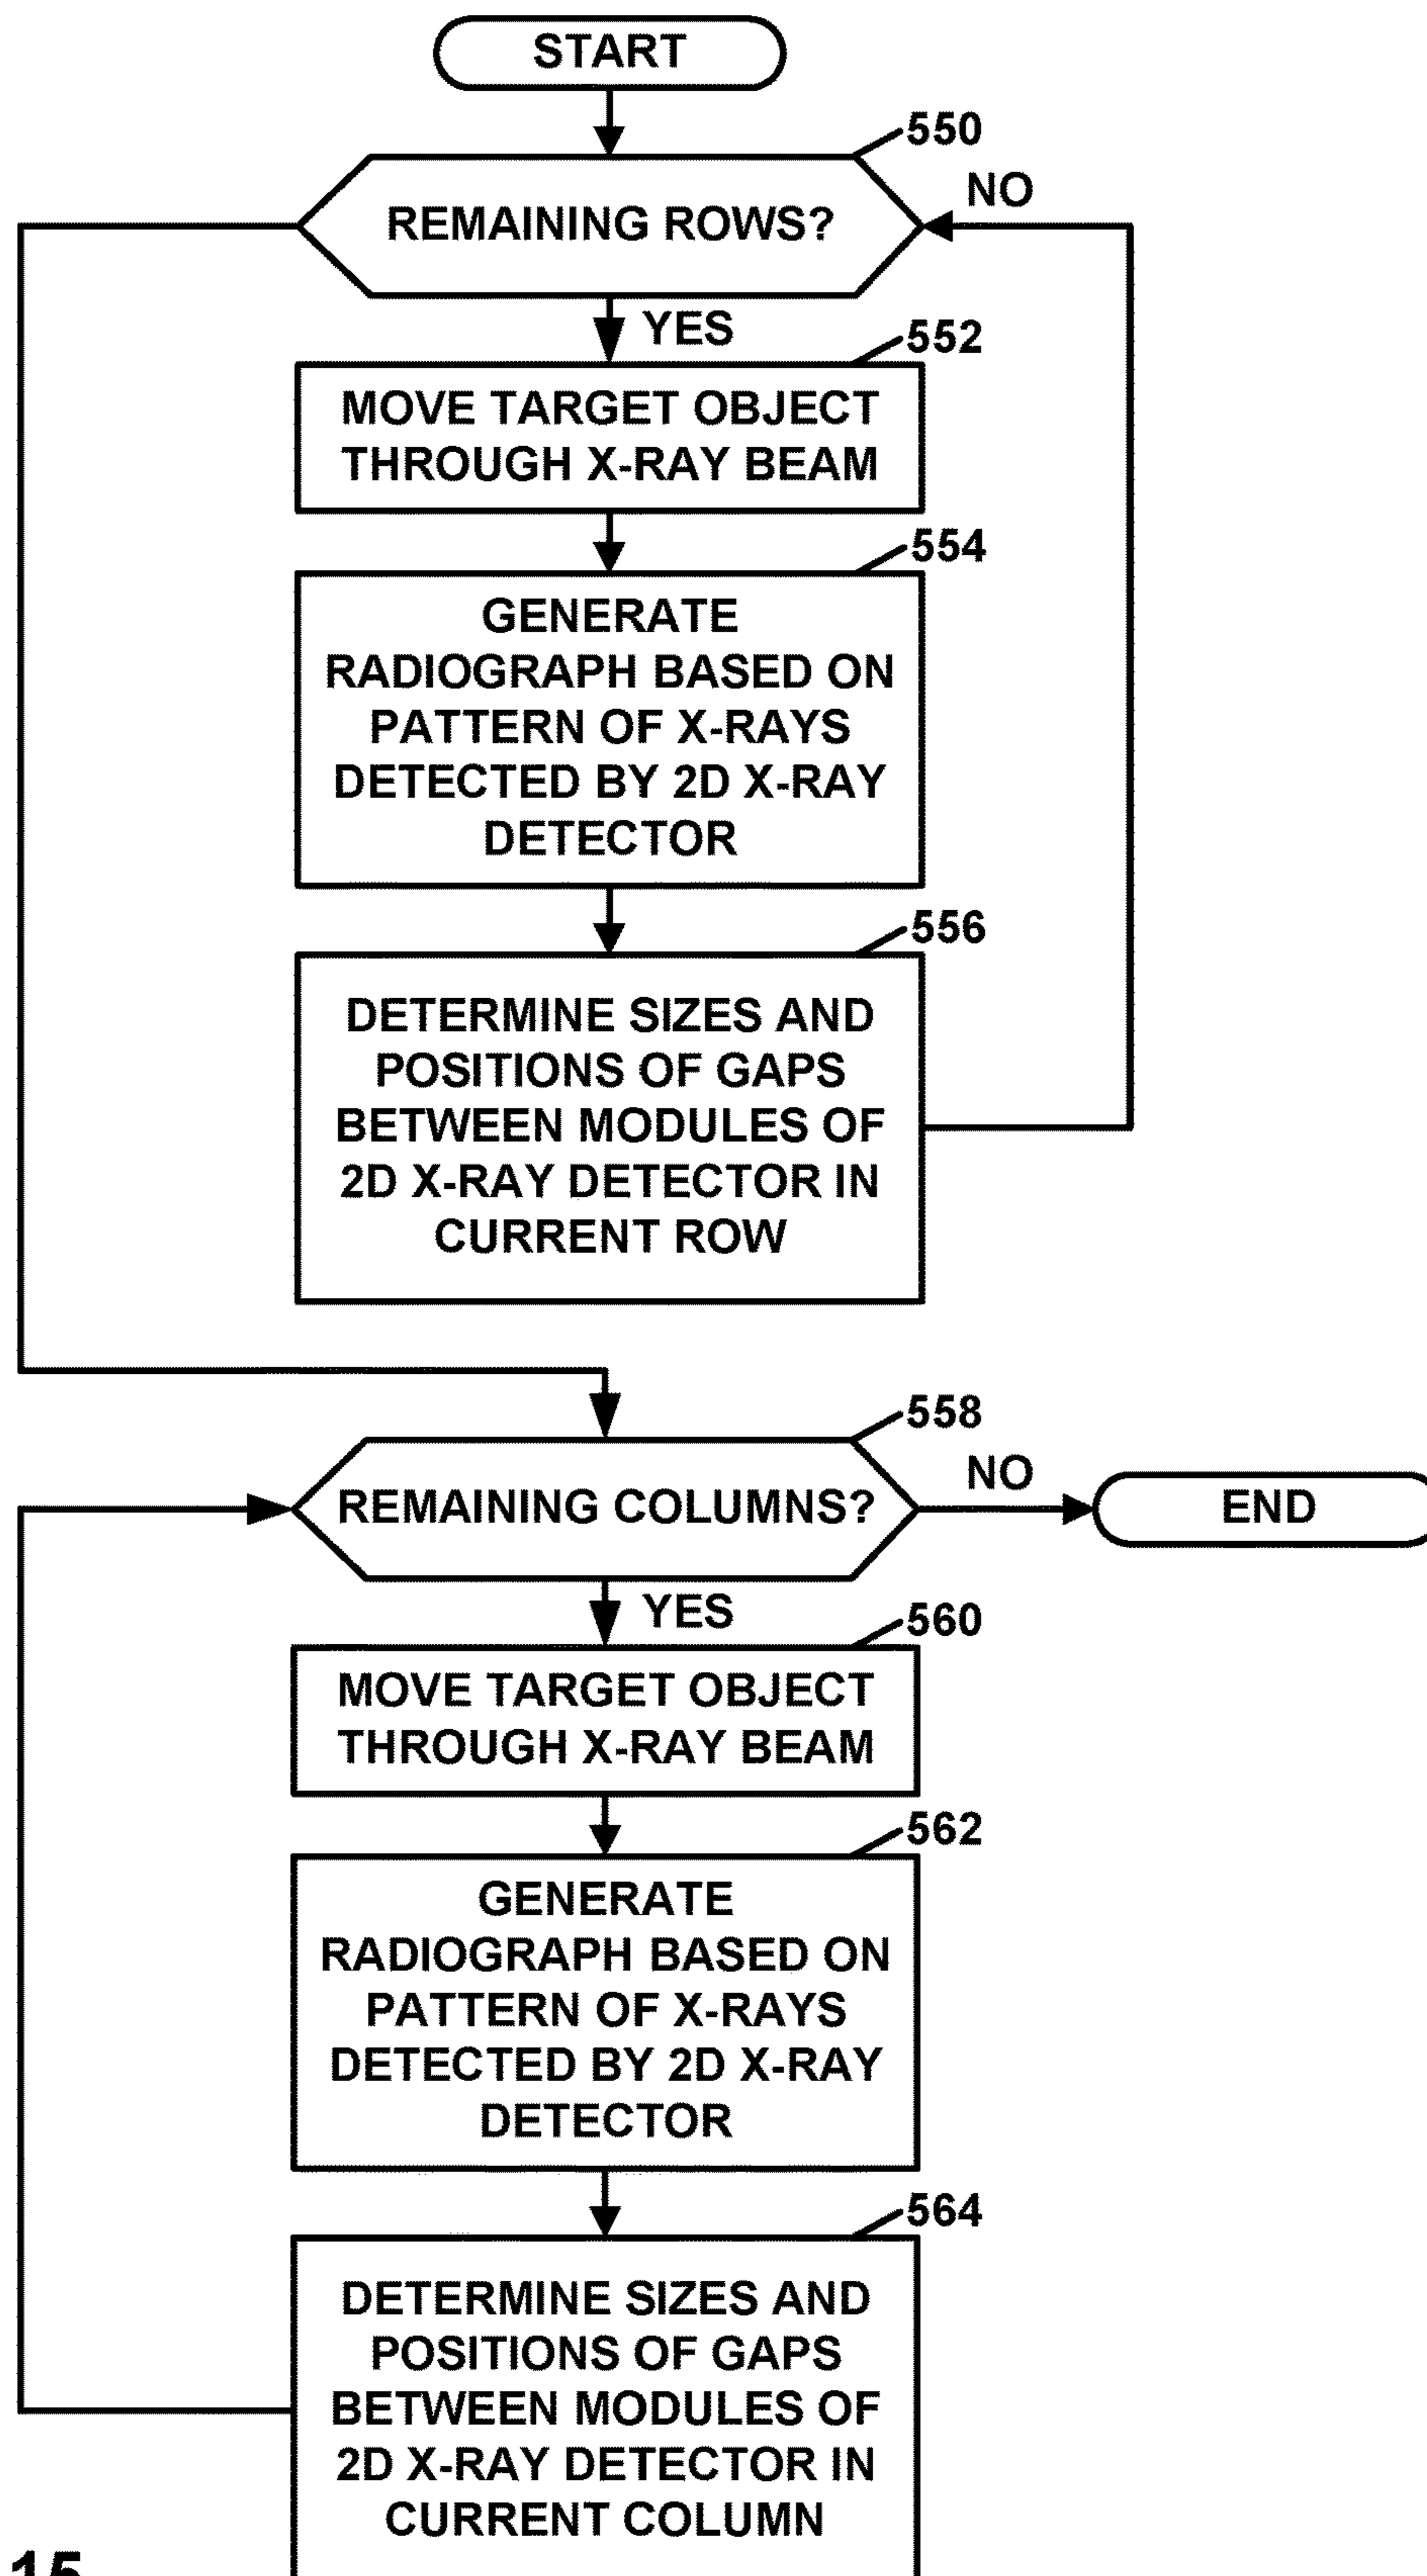 START
550
NO
REMAINING ROWS?
YES
552
MOVE TARGET OBJECT
THROUGH X-RAY BEAM
554
GENERATE
RADIOGRAPH BASED ON
PATTERN OF X-RAYS
DETECTED BY 2D X-RAY
DETECTOR
556
DETERMINE SIZES AND
POSITIONS OF GAPS
BETWEEN MODULES OF
2D X-RAY DETECTOR IN
CURRENT ROW
558
NO
REMAINING COLUMNS?
END
YES
560
MOVE TARGET OBJECT
THROUGH X-RAY BEAM
562
GENERATE
RADIOGRAPH BASED ON
PATTERN OF X-RAYS
DETECTED BY 2D X-RAY
DETECTOR
564
DETERMINE SIZES AND
POSITIONS OF GAPS
BETWEEN MODULES OF
2D X-RAY DETECTOR IN
CURRENT COLUMN
15